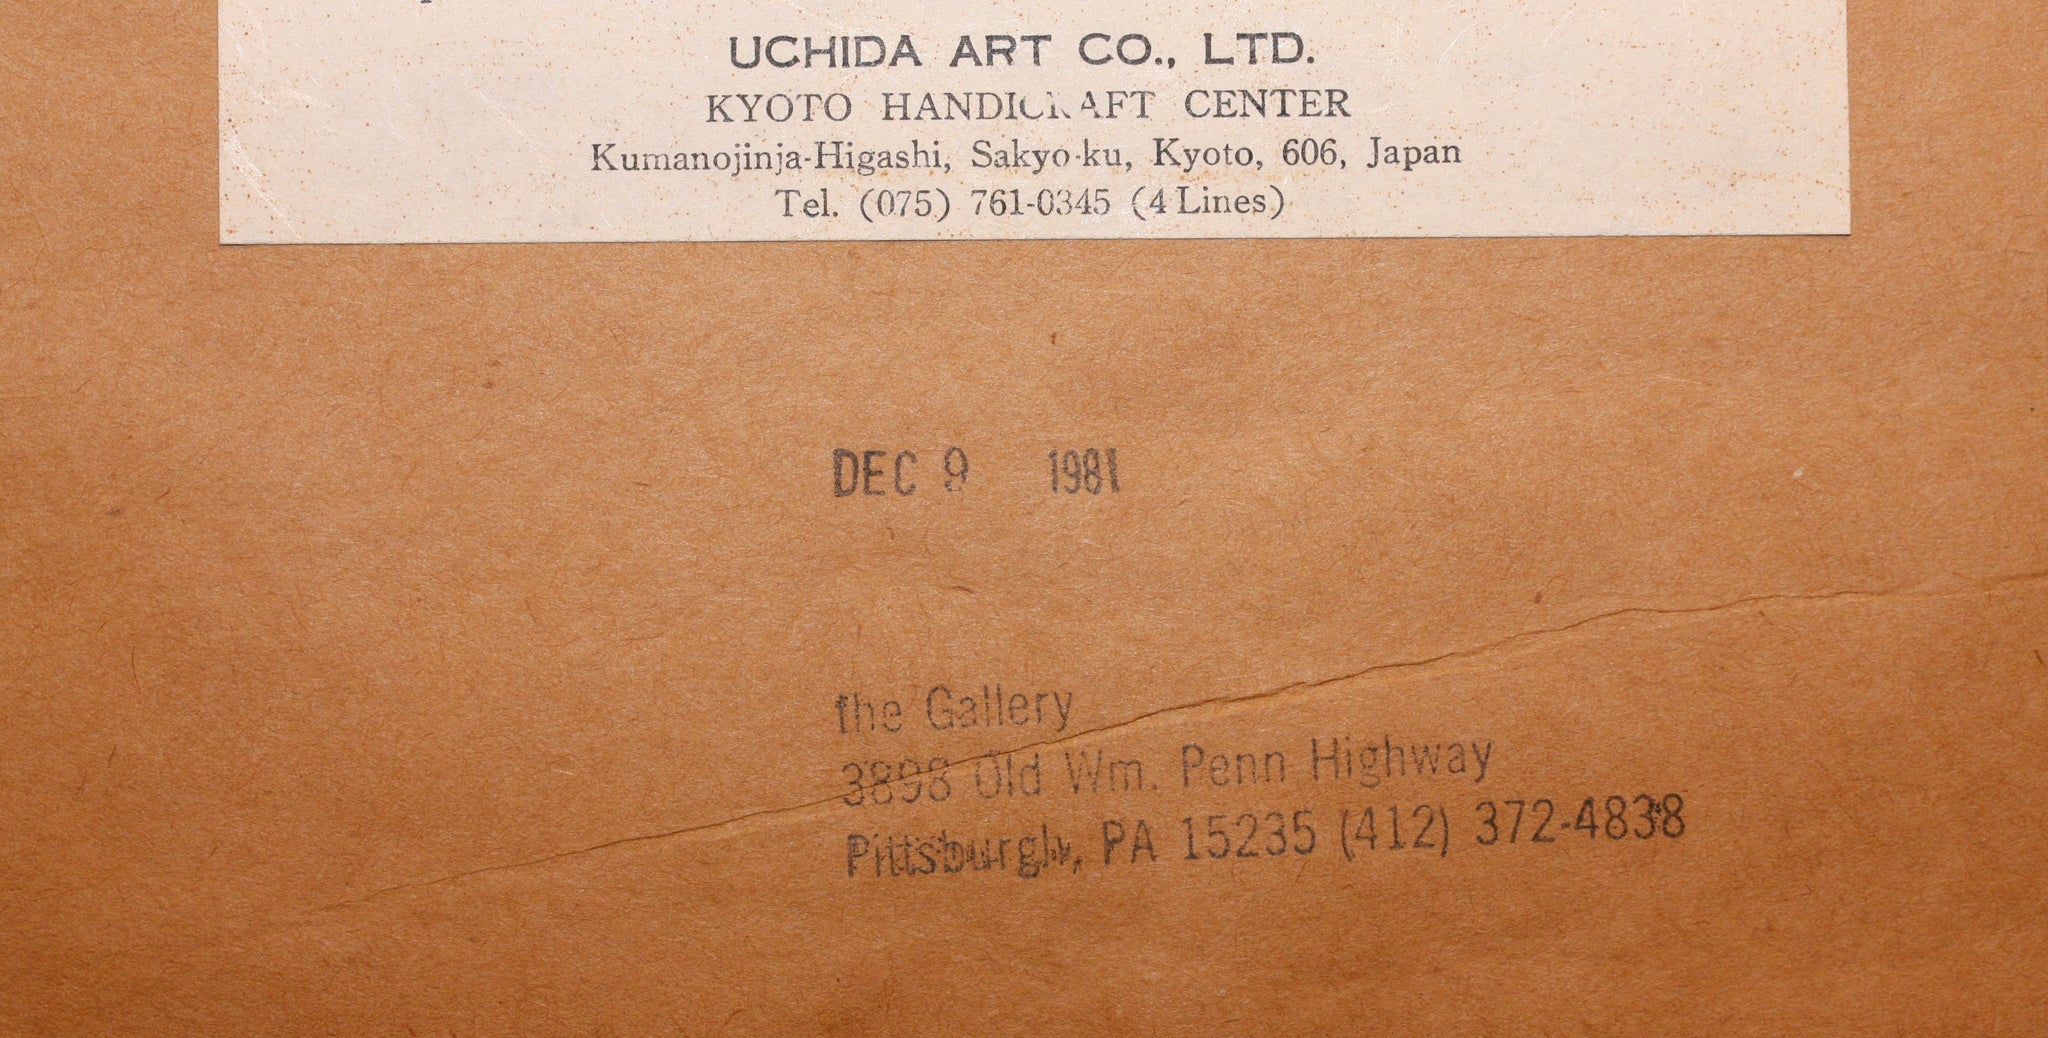 UCHIDA ART CO., LTD.
KYOTO HANDICRAFT CENTER
Kumanojinja-Higashi, Sakyo-ku, Kyoto, 606, Japan
Tel. (075) 761-0345 (4 Lines)
DEC 9 1981
the Gallery
3898 Old Wm. Penn Highway
Pittsburgh, PA 15235 (412) 372-4838